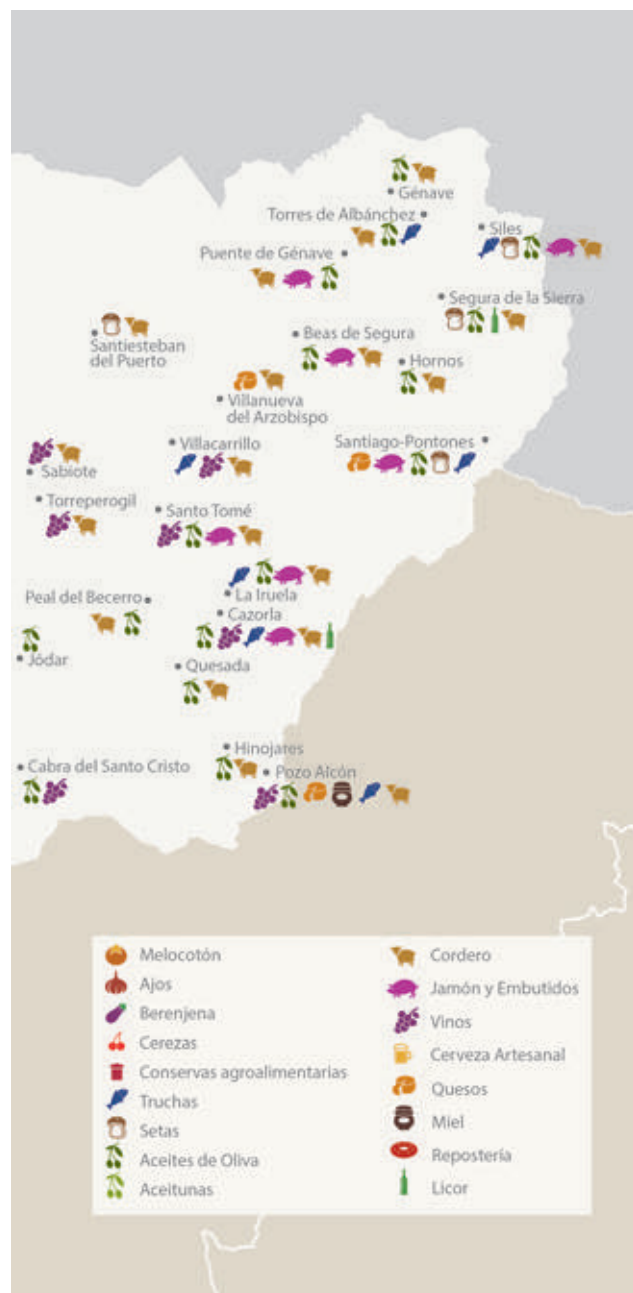 Génave
Torres de Albánchez
Siles
Puente de Génave
Segura de la Sierra
Santiesteban
del Puerto
Beas de Segura
Hornos
Villanueva
del Arzobispo
Villacarrillo
Santiago-Pontones
Sabiote
Torreperogil
Santo Tomé
La Iruela
Peal del Becerro
Cazorla
Jódar
Quesada
Hinojares
Cabra del Santo Cristo
Pozo Alcón
Melocotón
Ajos
Berenjena
Cerezas
Conservas agroalimentarias
Truchas
Setas
Aceites de Oliva
Aceitunas
Cordero
Jamón y Embutidos
Vinos
Cerveza Artesanal
Quesos
Miel
Repostería
Licor